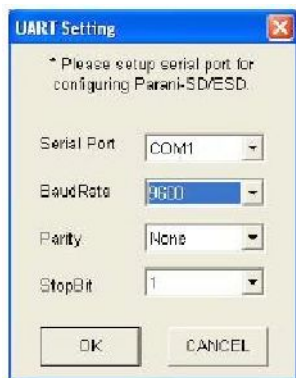 UART Setting
* Please setup serial port for
configuring Parani-SD/ESD.
Serial Port COM1
BaudRate 9600
Parity None
StopBit 1
OK CANCEL